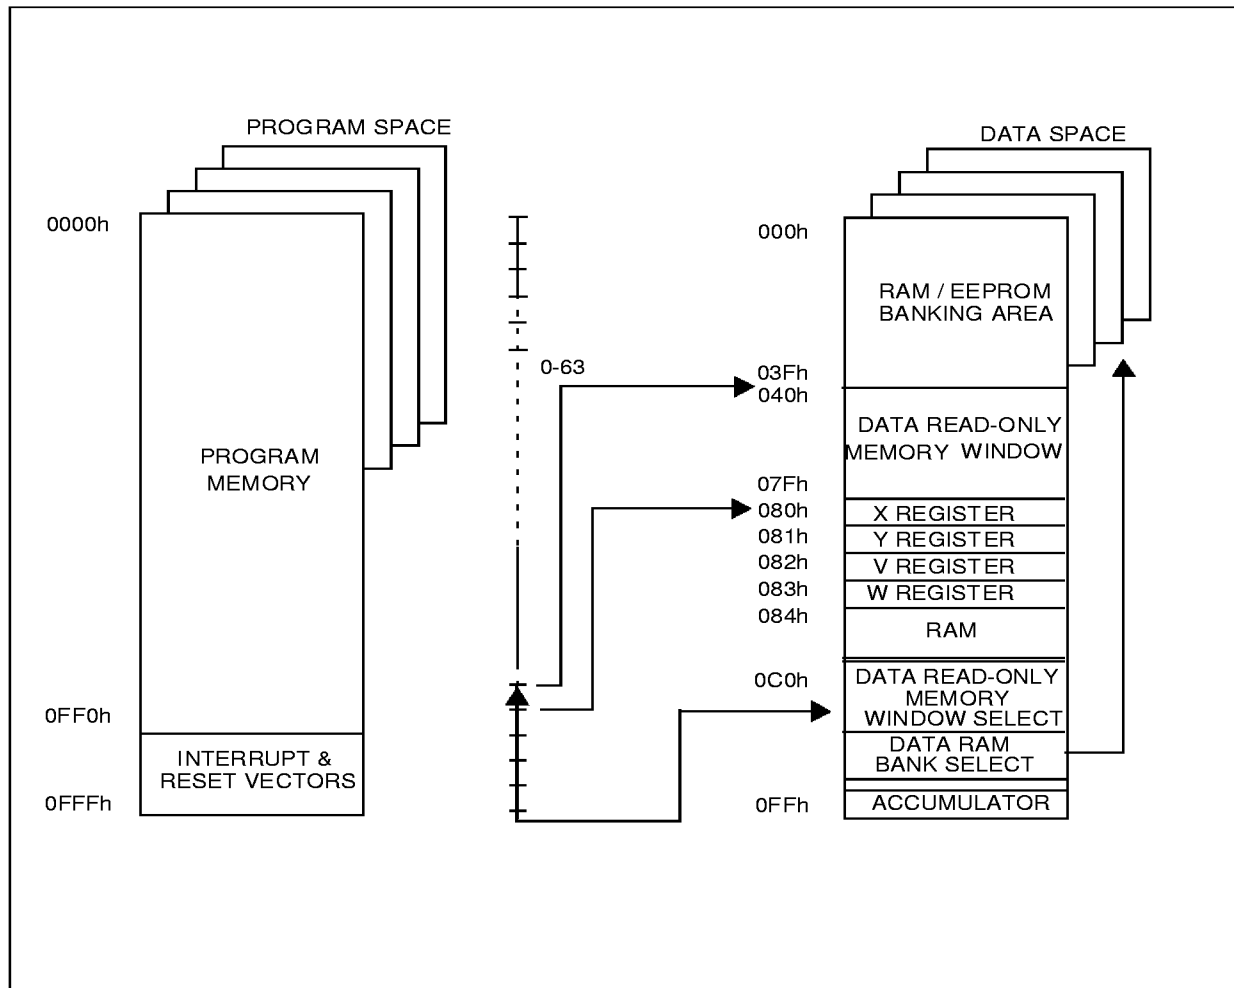 PROGRAM SPACE
0000h
PROGRAM
MEMORY
0FF0h
INTERRUPT &
RESET VECTORS
0FFFh
0-63
DATA SPACE
000h
RAM / EEPROM
BANKING AREA
03Fh
040h
DATA READ-ONLY
MEMORY WINDOW
07Fh
080h
X REGISTER
081h
Y REGISTER
082h
V REGISTER
083h
W REGISTER
084h
RAM
0C0h
DATA READ-ONLY
MEMORY
WINDOW SELECT
DATA RAM
BANK SELECT
0FFh
ACCUMULATOR